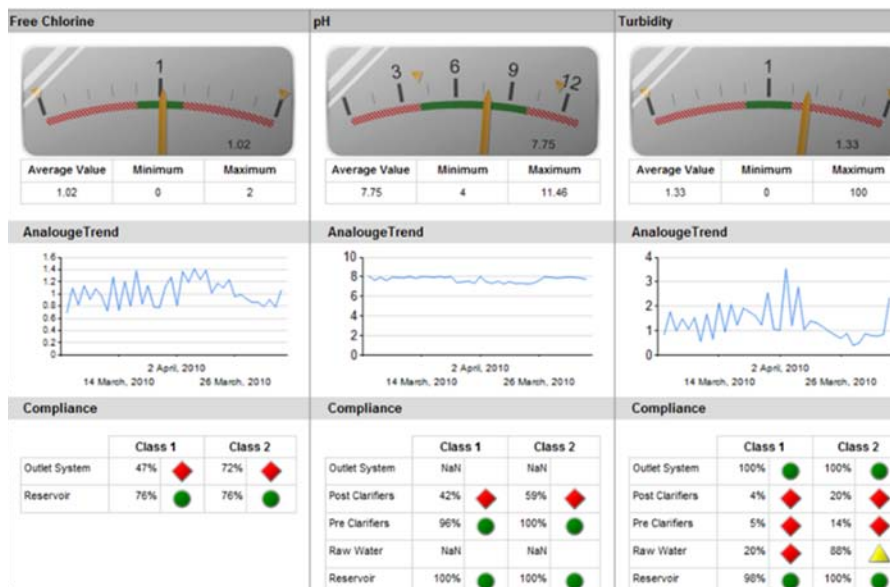 Free Chlorine
pH
Turbidity
1
1.02
3 6 9 12
7.75
1
1.33
Average Value Minimum Maximum
1.02 0 2
Average Value Minimum Maximum
7.75 4 11.46
Average Value Minimum Maximum
1.33 0 100
AnalougeTrend
AnalougeTrend
AnalougeTrend
1.6
1.4
1.2
1
0.8
0.6
0.4
0.2
0
2 April, 2010
14 March, 2010 26 March, 2010
10
8
6
4
2
0
2 April, 2010
14 March, 2010 26 March, 2010
4
3
2
1
0
2 April, 2010
14 March, 2010 26 March, 2010
Compliance
Compliance
Compliance
Class 1 Class 2
Outlet System 47% 72%
Reservoir 76% 76%
Class 1 Class 2
Outlet System NaN NaN
Post Clarifiers 42% 59%
Pre Clarifiers 96% 100%
Raw Water NaN NaN
Reservoir 100% 100%
Class 1 Class 2
Outlet System 100% 100%
Post Clarifiers 4% 20%
Pre Clarifiers 5% 14%
Raw Water 20% 88%
Reservoir 98% 100%